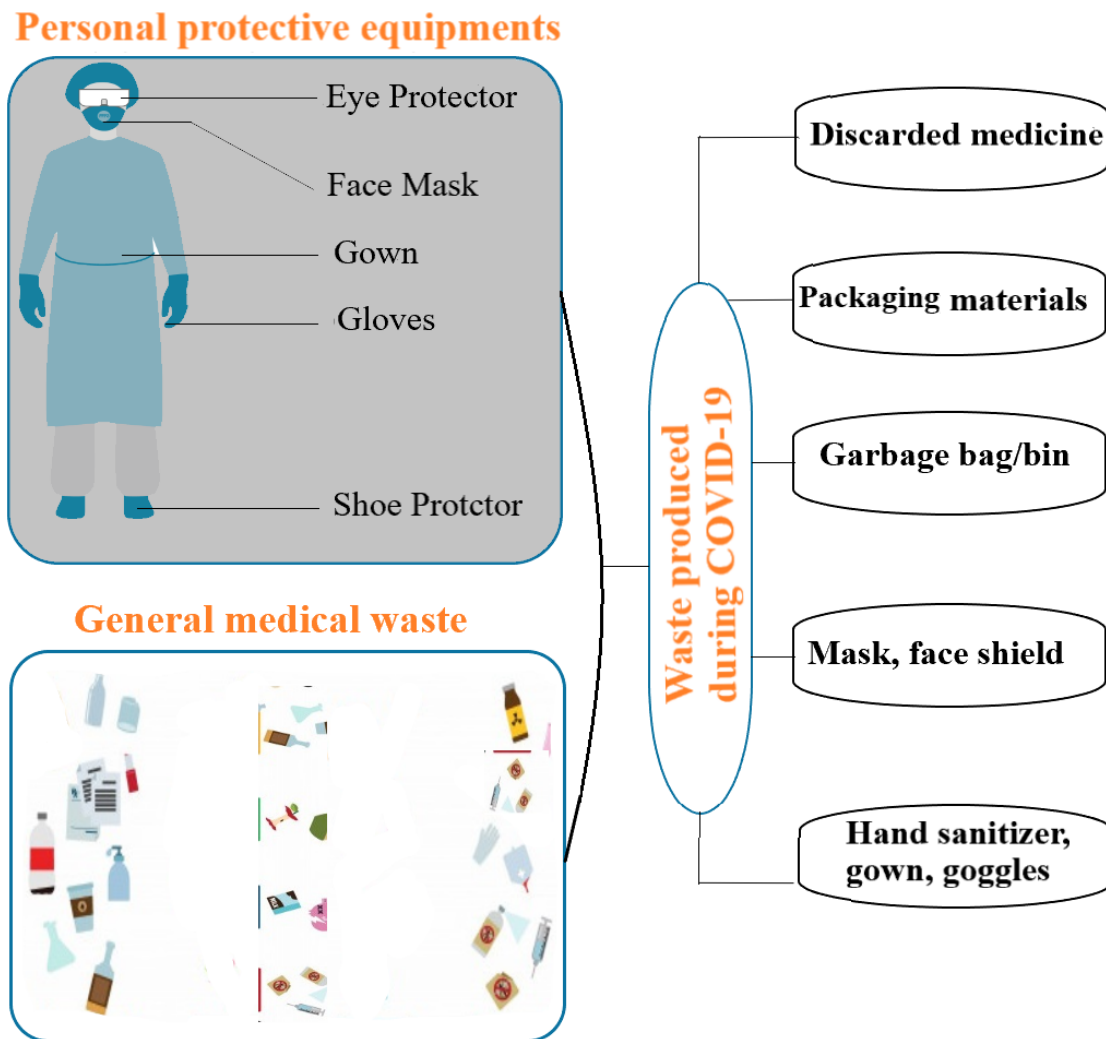 Personal protective equipments
Eye Protector
Face Mask
Gown
Gloves
Shoe Protctor
General medical waste
Waste produced
during COVID-19
Discarded medicine
Packaging materials
Garbage bag/bin
Mask, face shield
Hand sanitizer,
gown, goggles